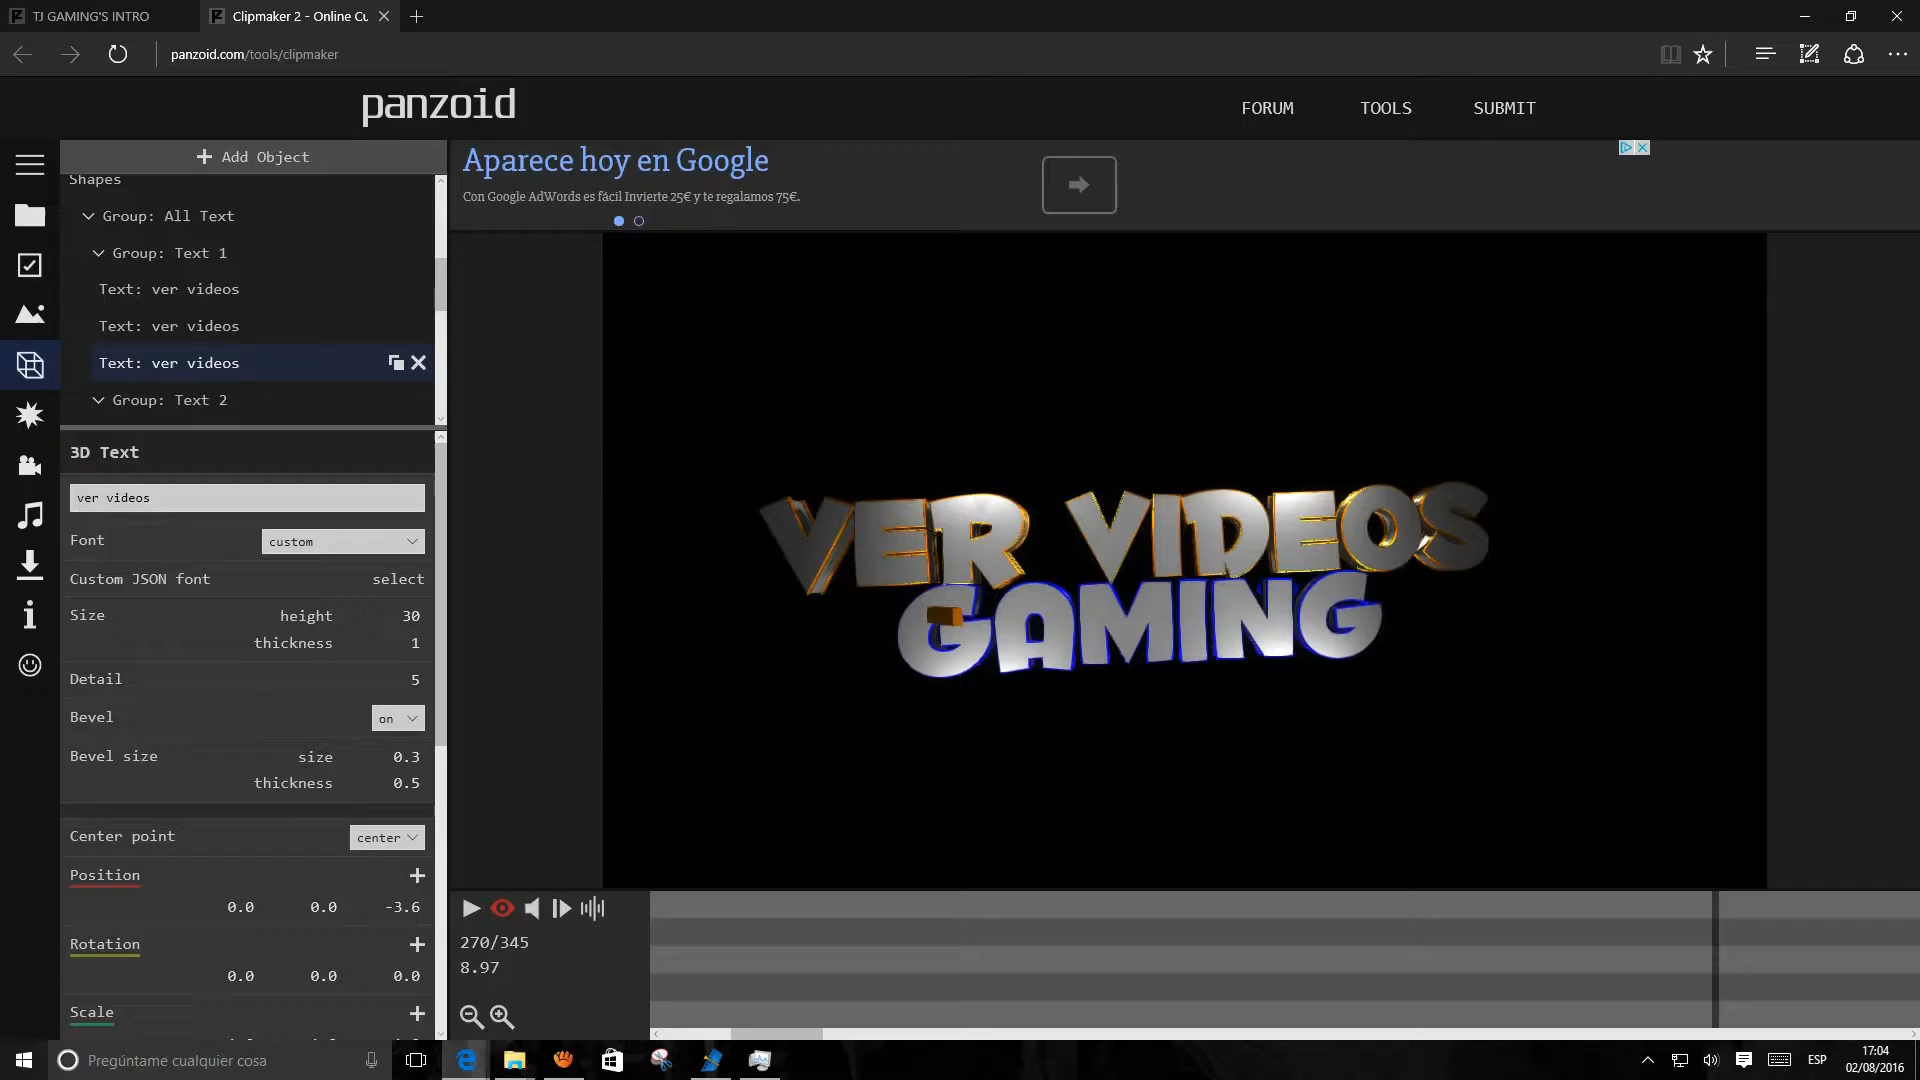 TJ GAMING'S INTRO
Clipmaker 2 - Online Cu
panzoid.com/tools/clipmaker
panzoid
FORUM
TOOLS
SUBMIT
Add Object
Shapes
Group: All Text
Group: Text 1
Text: ver videos
Text: ver videos
Text: ver videos
Group: Text 2
3D Text
ver videos
Font custom
Custom JSON font select
Size height 30
thickness 1
Detail 5
Bevel on
Bevel size size 0.3
thickness 0.5
Center point center
Position
0.0 0.0 -3.6
Rotation
0.0 0.0 0.0
Scale
Aparece hoy en Google
Con Google AdWords es fácil Invierte 25€ y te regalamos 75€.
VER VIDEOS
GAMING
270/345
8.97
Pregúntame cualquier cosa
ESP
17:04
02/08/2016